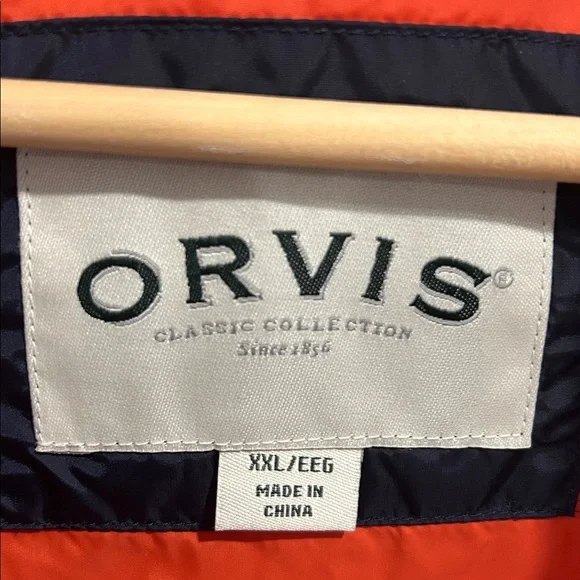 ORVIS®
CLASSIC COLLECTION
Since 1856
XXL/EEG
MADE IN
CHINA